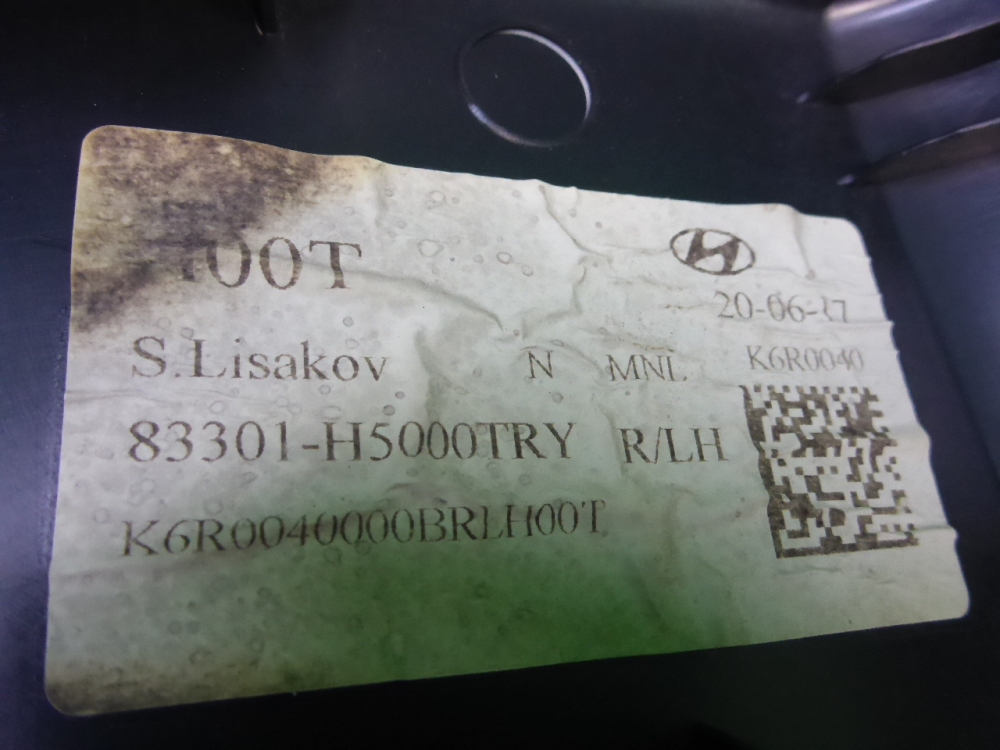 00T
20-06-17
S.Lisakov N MNL K6R0040
83301-H5000TRY R/LH
K6R0040000BRLH00T